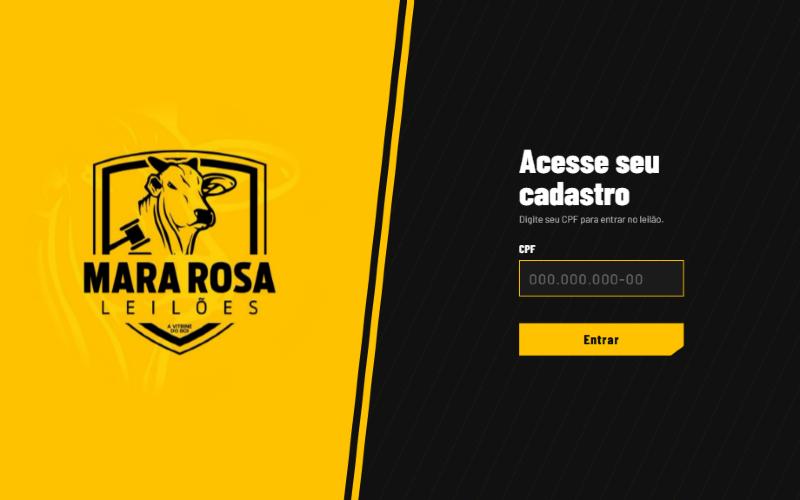 MARA ROSA
LEILÕES
A VITRINE
DO BOI
Acesse seu
cadastro
Digite seu CPF para entrar no leilão.
CPF
000.000.000-00
Entrar